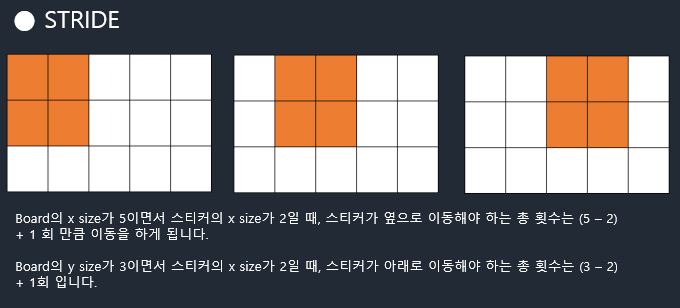 STRIDE
Board의 x size가 5이면서 스티커의 x size가 2일 때, 스티커가 옆으로 이동해야 하는 총 횟수는 (5 – 2)
+ 1 회 만큼 이동을 하게 됩니다.
Board의 y size가 3이면서 스티커의 x size가 2일 때, 스티커가 아래로 이동해야 하는 총 횟수는 (3 – 2)
+ 1회 입니다.